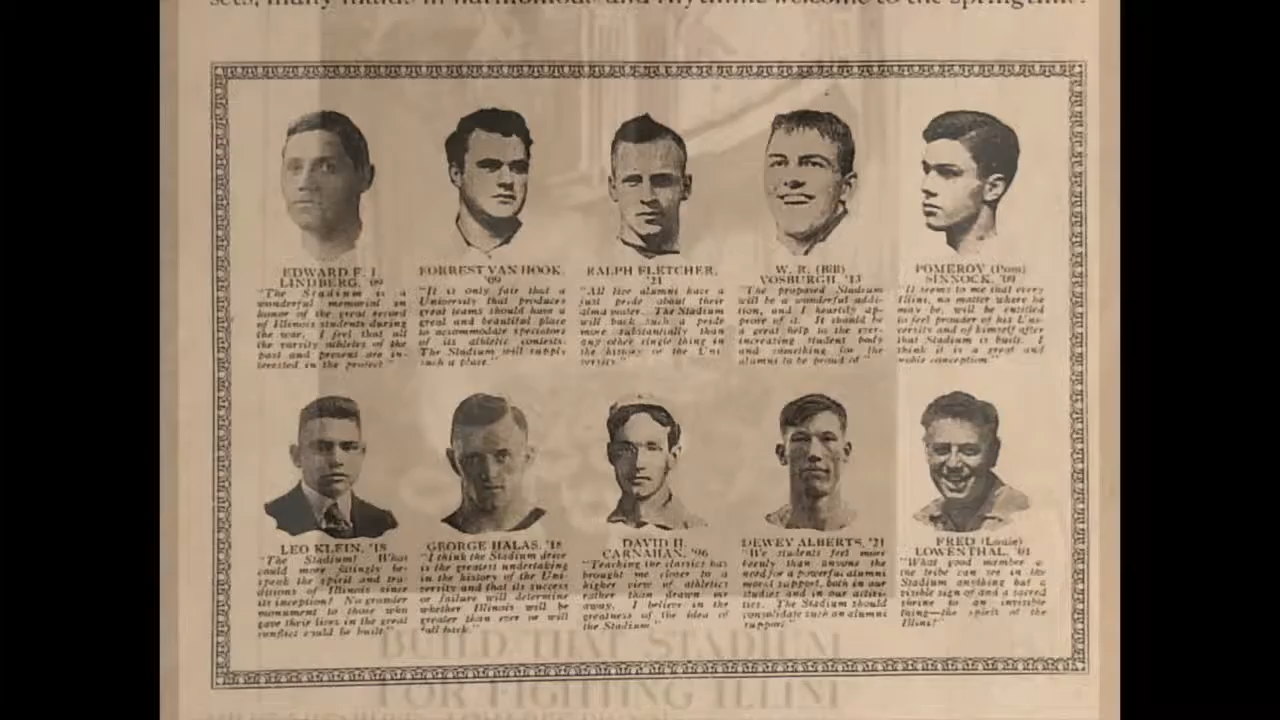 sets, many maids in harmonious and rhythmic welcome to the springtime.
EDWARD F. J.
LINDBERG, '09
"The Stadium is a
wonderful memorial in
honor of the great record
of Illinois students during
the war. I feel that all
the varsity athletes of the
past and present are in-
terested in the project"
FORREST VAN HOOK,
'09
"It is only fair that a
University that produces
great teams should have a
great and beautiful place
to accommodate spectators
of its athletic contests.
The Stadium will supply
such a place."
RALPH FLETCHER,
'21
"All live alumni have a
just pride about their
alma mater. The Stadium
will back such a pride
more substantially than
any other single thing in
the history of the Uni-
versity."
W. R. (Bill)
VOSBURGH '13
"The proposed Stadium
will be a wonderful addi-
tion, and I heartily ap-
prove of it. It should be
a great help to the ever-
increasing student body
and something for the
alumni to be proud of"
POMEROY (Pom)
SINNOCK, '09
"It seems to me that every
Illini, no matter where he
may be, will be entitled
to feel prouder of his Uni-
versity and of himself after
that Stadium is built. I
think it is a great and
noble conception."
LEO KLEIN, '18
"The Stadium! What
could more fittingly be-
speak the spirit and tra-
ditions of Illinois since
its inception? No grander
monument to those who
gave their lives in the great
conflict could be built"
GEORGE HALAS, '18
"I think the Stadium drive
is the greatest undertaking
in the history of the Uni-
versity and that its success
or failure will determine
whether Illinois will be
greater than ever or will
'fall back.'"
DAVID H.
CARNAHAN, '96
"Teaching the classics has
brought me closer to a
higher view of athletics
rather than drawn me
away. I believe in the
greatness of the idea of
the Stadium."
DEWEY ALBERTS, '21
"We students feel more
keenly than anyone the
need for a powerful alumni
moral support, both in our
studies and in our activi-
ties. The Stadium should
consolidate such an alumni
support."
FRED (Louie)
LOWENTHAL, '01
"What good member of
the tribe can see in the
Stadium anything but a
visible sign of and a sacred
shrine to an invisible
thing—the spirit of the
Illini!"
BUILD THAT STADIUM
FOR FIGHTING ILLINI